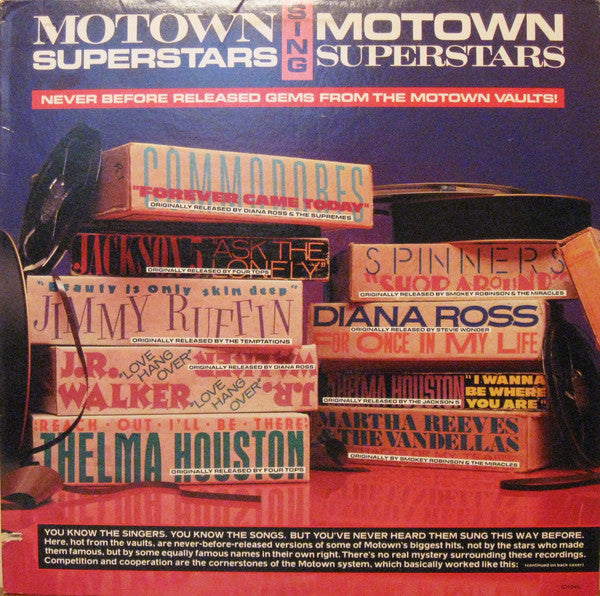 MOTOWN SUPERSTARS
SING
MOTOWN SUPERSTARS
NEVER BEFORE RELEASED GEMS FROM THE MOTOWN VAULTS!
COMMODORES
"FOREVER CAME TODAY"
ORIGINALLY RELEASED BY DIANA ROSS & THE SUPREMES
JACKSON 5 "ASK THE LONELY"
ORIGINALLY RELEASED BY FOUR TOPS
"Beauty is Only skin deep"
JIMMY RUFFIN
ORIGINALLY RELEASED BY THE TEMPTATIONS
J.R. WALKER
"LOVE HANG OVER"
"LOVE HANG OVER"
J.R.
ORIGINALLY RELEASED BY DIANA ROSS
REACH · OUT · I'LL · BE · THERE
THELMA HOUSTON
ORIGINALLY RELEASED BY FOUR TOPS
SPINNERS
"SHOP AROUND"
ORIGINALLY RELEASED BY SMOKEY ROBINSON & THE MIRACLES
DIANA ROSS
ORIGINALLY RELEASED BY STEVIE WONDER
FOR ONCE IN MY LIFE
THELMA HOUSTON "I WANNA BE WHERE YOU ARE"
ORIGINALLY RELEASED BY THE JACKSON 5
MARTHA REEVES & THE VANDELLAS
ORIGINALLY RELEASED BY SMOKEY ROBINSON & THE MIRACLES
YOU KNOW THE SINGERS. YOU KNOW THE SONGS. BUT YOU'VE NEVER HEARD THEM SUNG THIS WAY BEFORE.
Here, hot from the vaults, are never-before-released versions of some of Motown's biggest hits, not by the stars who made
them famous, but by some equally famous names in their own right. There's no real mystery surrounding these recordings.
Competition and cooperation are the cornerstones of the Motown system, which basically worked like this: (continued on back cover)